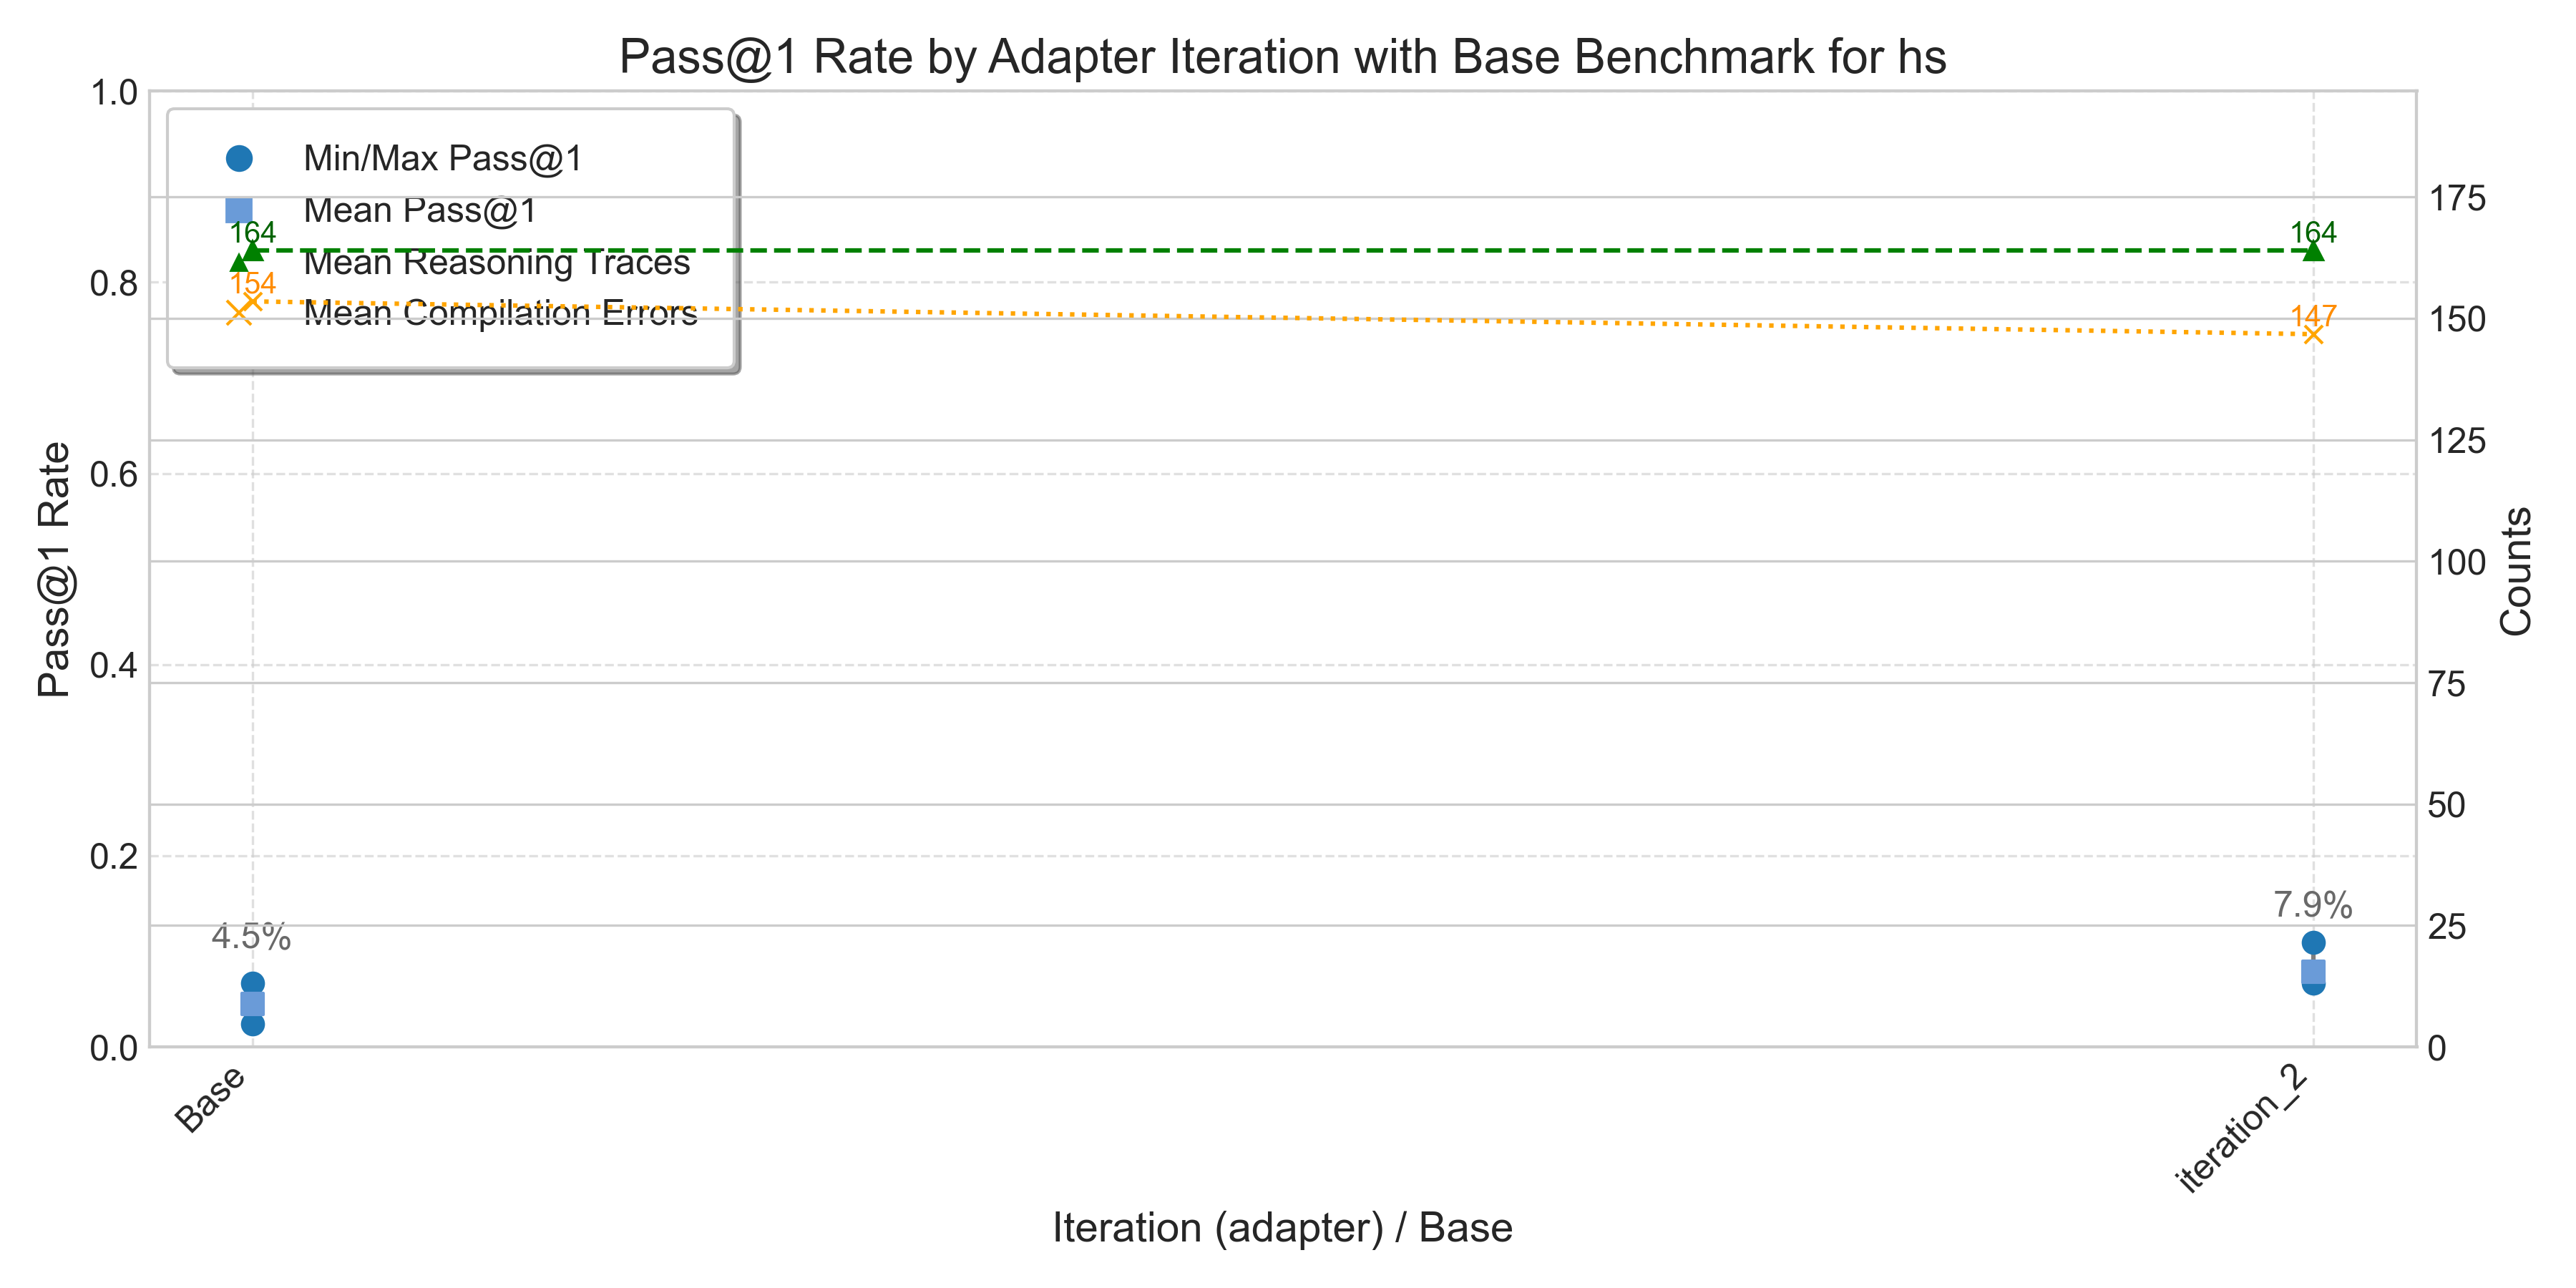 Pass@1 Rate by Adapter Iteration with Base Benchmark for hs
1.0
0.8
0.6
0.4
0.2
0.0
Pass@1 Rate
Min/Max Pass@1
Mean Pass@1
Mean Reasoning Traces
Mean Compilation Errors
164
154
164
147
4.5%
7.9%
175
150
125
100
75
50
25
0
Counts
Base
iteration_2
Iteration (adapter) / Base